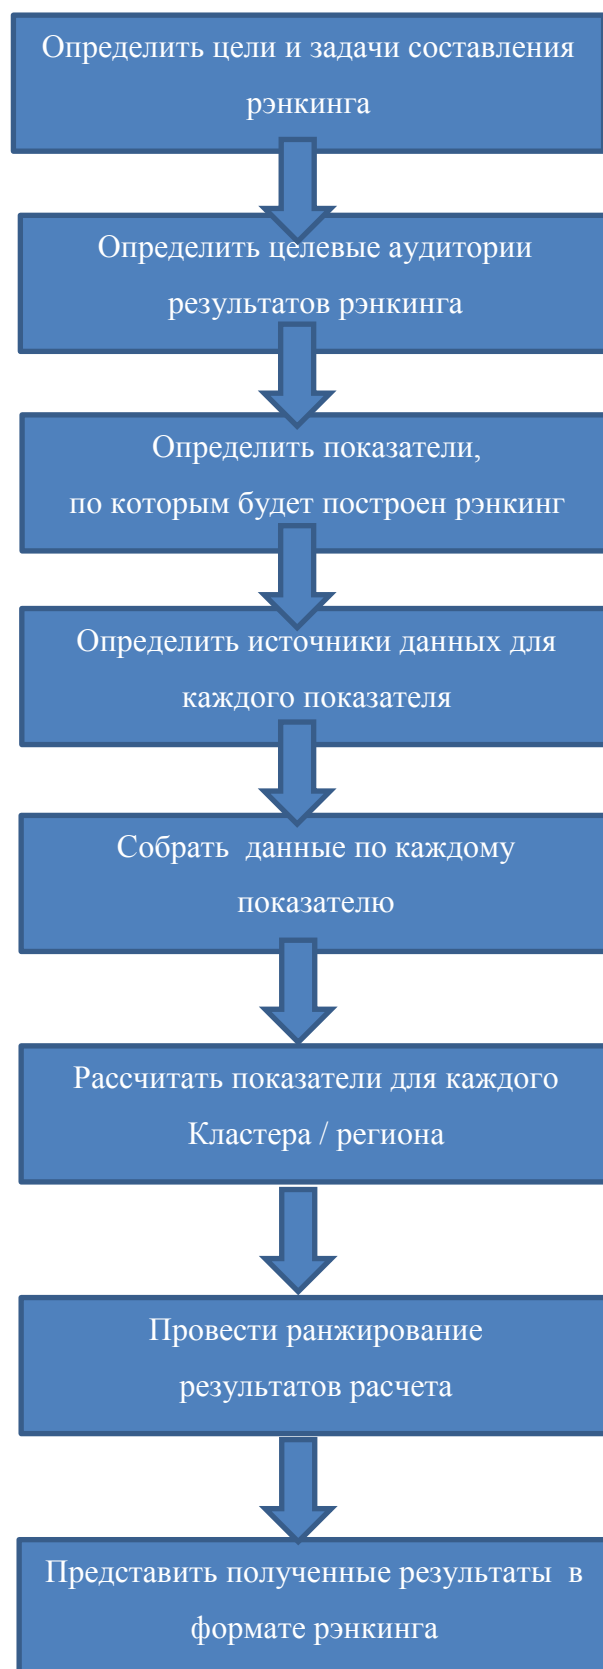 Определить цели и задачи составления
рэнкинга
Определить целевые аудитории
результатов рэнкинга
Определить показатели,
по которым будет построен рэнкинг
Определить источники данных для
каждого показателя
Собрать  данные по каждому
показателю
Рассчитать показатели для каждого
Кластера / региона
Провести ранжирование
результатов расчета
Представить полученные результаты  в
формате рэнкинга